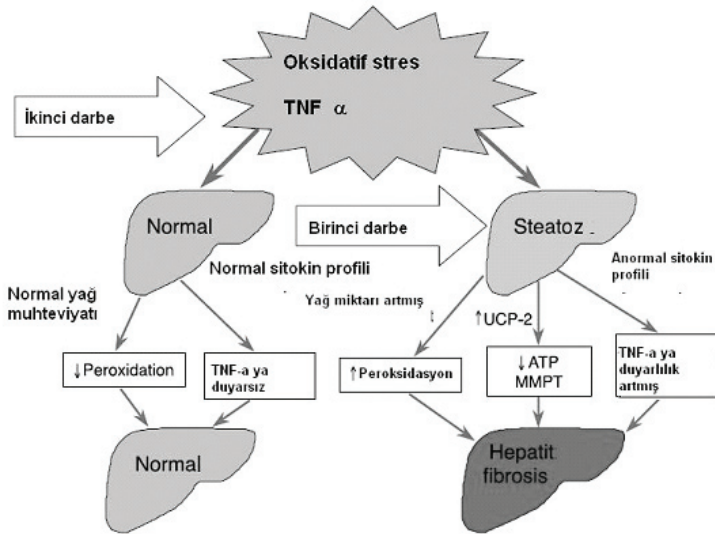 Oksidatif stres
TNF α
İkinci darbe
Normal
Birinci darbe
Steatoz
Normal sitokin profili
Anormal sitokin
profili
Normal yağ
muhteviyatı
Yağ miktarı artmış
↑UCP-2
↓Peroxidation
TNF-a ya
duyarsız
↑Peroksidasyon
↓ATP
MMPT
TNF-a ya
duyarlılık
artmış
Normal
Hepatit
fibrosis